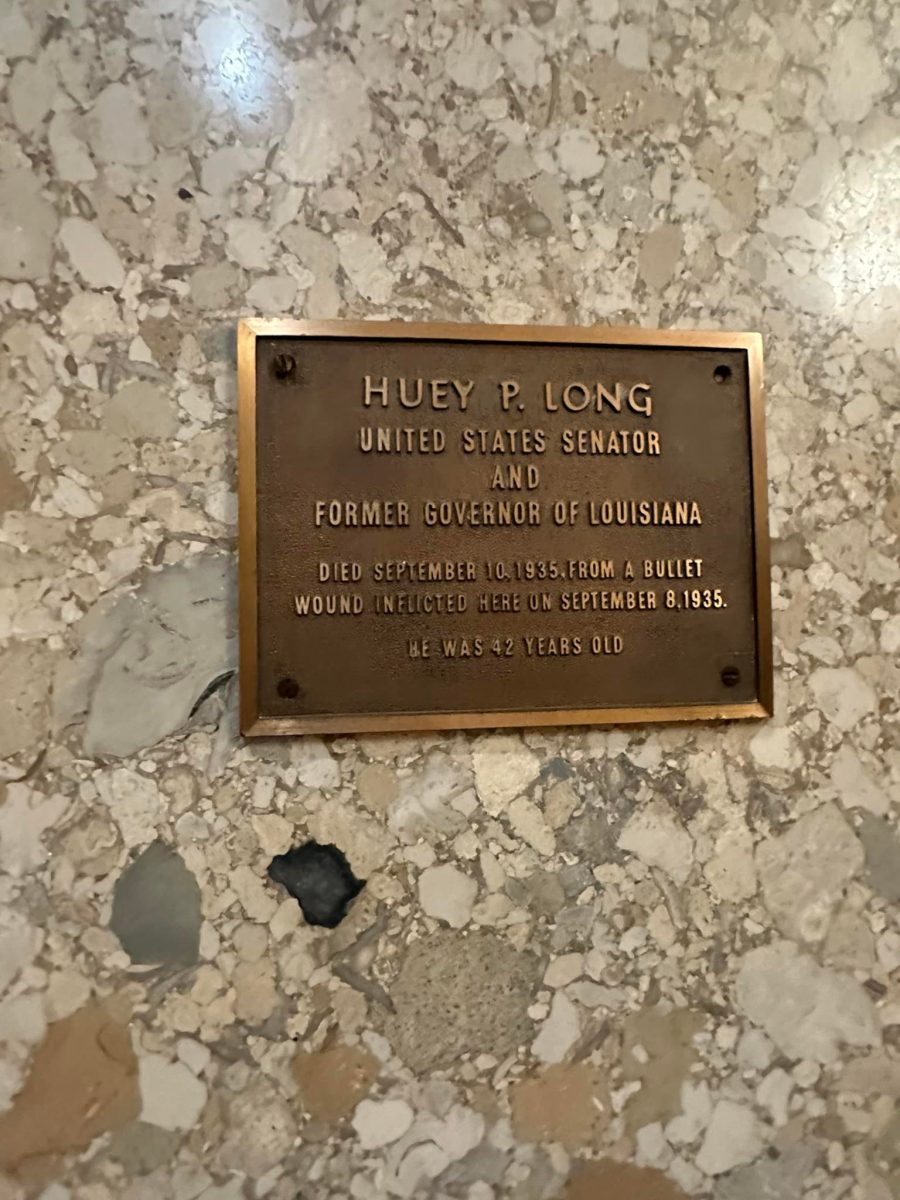 HUEY P. LONG
UNITED STATES SENATOR
AND
FORMER GOVERNOR OF LOUISIANA
DIED SEPTEMBER 10, 1935, FROM A BULLET
WOUND INFLICTED HERE ON SEPTEMBER 8, 1935.
HE WAS 42 YEARS OLD